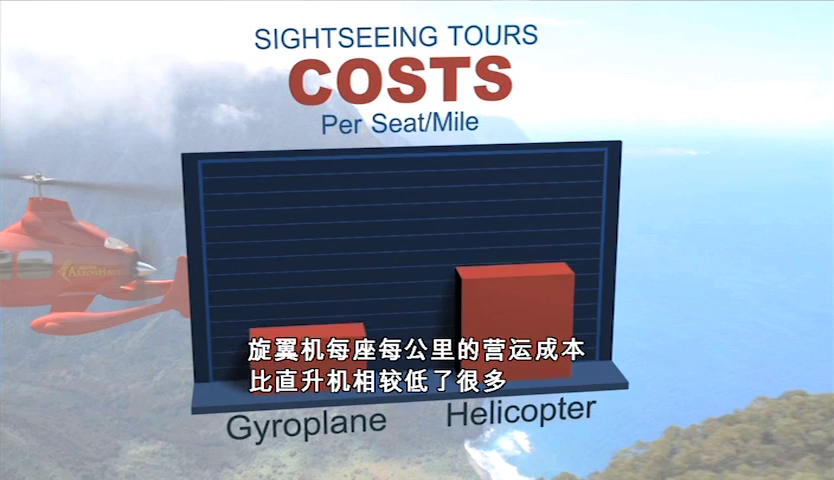 SIGHTSEEING TOURS
COSTS
Per Seat/Mile
旋翼机每座每公里的营运成本
比直升机相较低了很多
Gyroplane
Helicopter